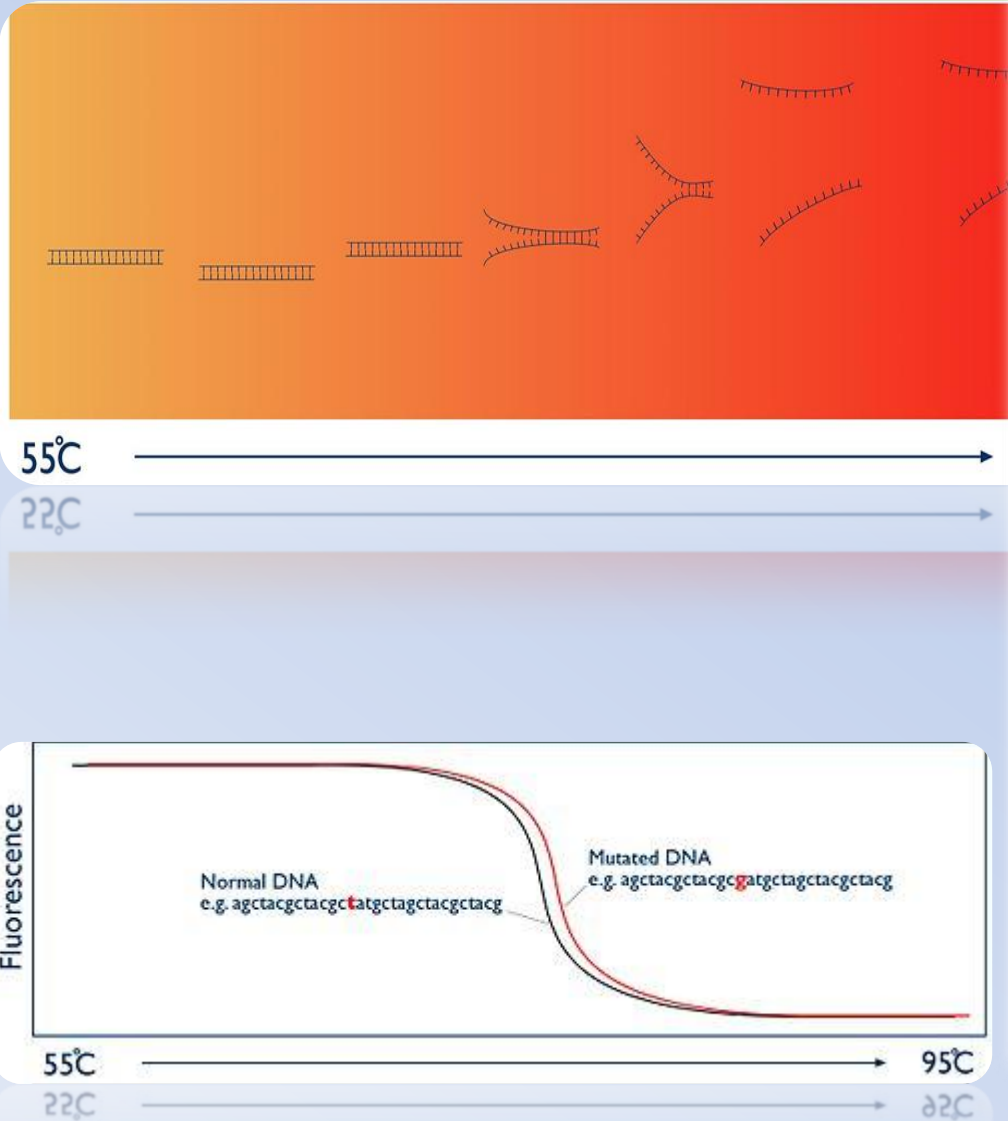 55°C
Fluorescence
Normal DNA
e.g. agctacgctacgctatgctagctacgctacg
Mutated DNA
e.g. agctacgctacgcgatgctagctacgctacg
55°C
95°C